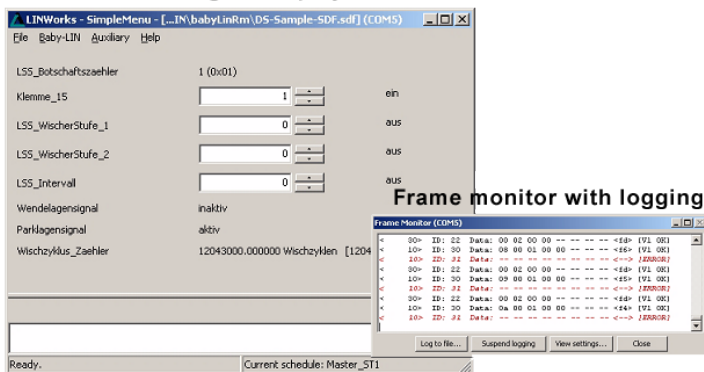 LINWorks - SimpleMenu - [...IN\babyLinRm\DS-Sample-SDF.sdf] (COM5)
File Baby-LIN Auxiliary Help
LSS_Botschaftszaehler 1 (0x01)
Klemme_15 1 ein
LSS_WischerStufe_1 0 aus
LSS_WischerStufe_2 0 aus
LSS_Intervall 0 aus
Wendelagensignal inaktiv
Parklagensignal aktiv
Wischzyklus_Zaehler 12043000.000000 Wischzyklen [1204
Ready. Current schedule: Master_ST1
Frame monitor with logging
Frame Monitor (COM5)
< 80> ID: 22 Data: 00 02 00 00 -- -- -- -- <fd> [V1 OK]
< 10> ID: 30 Data: 08 00 01 00 00 -- -- -- <f6> [V1 OK]
< 10> ID: 31 Data: -- -- -- -- -- -- -- -- <--> [ERROR]
< 80> ID: 22 Data: 00 02 00 00 -- -- -- -- <fd> [V1 OK]
< 10> ID: 30 Data: 09 00 01 00 00 -- -- -- <f5> [V1 OK]
< 10> ID: 31 Data: -- -- -- -- -- -- -- -- <--> [ERROR]
< 80> ID: 22 Data: 00 02 00 00 -- -- -- -- <fd> [V1 OK]
< 10> ID: 30 Data: 0a 00 01 00 00 -- -- -- <f4> [V1 OK]
< 10> ID: 31 Data: -- -- -- -- -- -- -- -- <--> [ERROR]
Log to file... Suspend logging View settings... Close